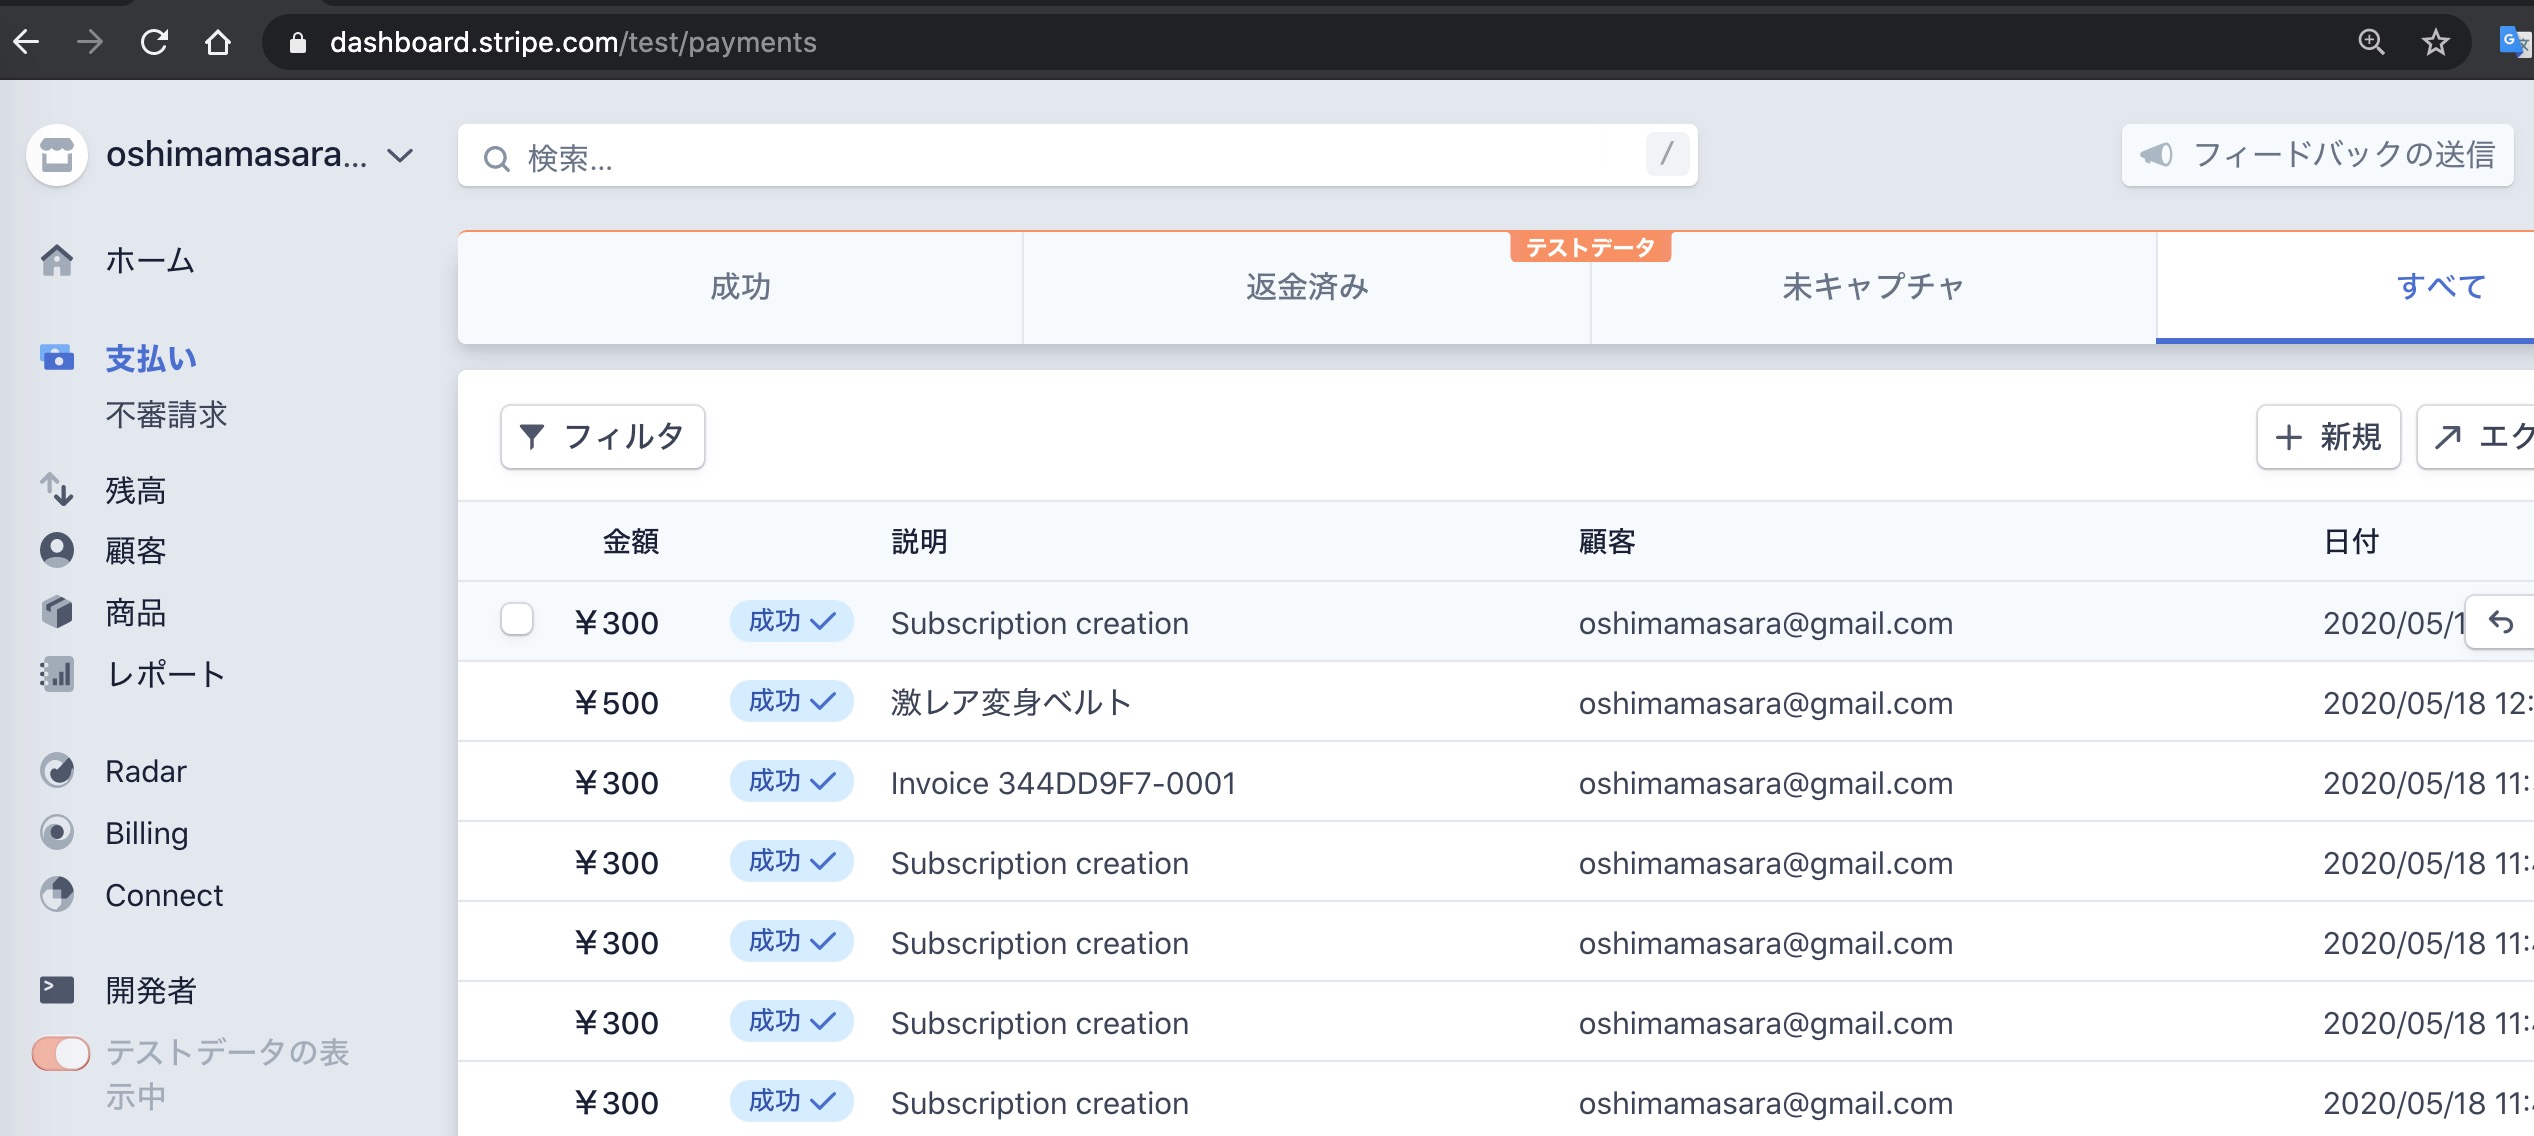 dashboard.stripe.com/test/payments
oshimamasara...
検索...
/
フィードバックの送信
ホーム
支払い
不審請求
残高
顧客
商品
レポート
Radar
Billing
Connect
開発者
テストデータの表
示中
テストデータ
成功
返金済み
未キャプチャ
すべて
フィルタ
新規
エク
金額 説明 顧客 日付
¥300 成功 Subscription creation oshimamasara@gmail.com 2020/05/1
¥500 成功 激レア変身ベルト oshimamasara@gmail.com 2020/05/18 12:
¥300 成功 Invoice 344DD9F7-0001 oshimamasara@gmail.com 2020/05/18 11:
¥300 成功 Subscription creation oshimamasara@gmail.com 2020/05/18 11:
¥300 成功 Subscription creation oshimamasara@gmail.com 2020/05/18 11:
¥300 成功 Subscription creation oshimamasara@gmail.com 2020/05/18 11:
¥300 成功 Subscription creation oshimamasara@gmail.com 2020/05/18 11: